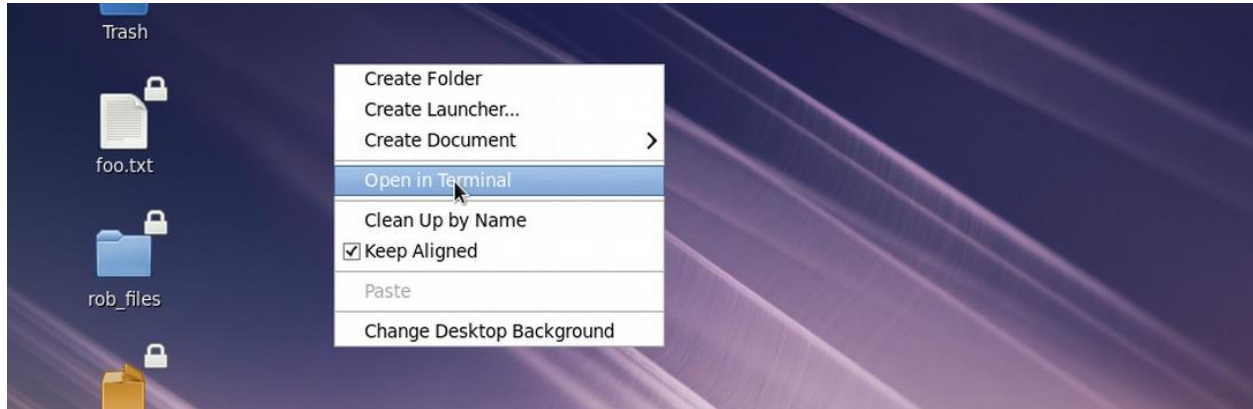 Trash
foo.txt
rob_files
Create Folder
Create Launcher...
Create Document
Open in Terminal
Clean Up by Name
Keep Aligned
Paste
Change Desktop Background